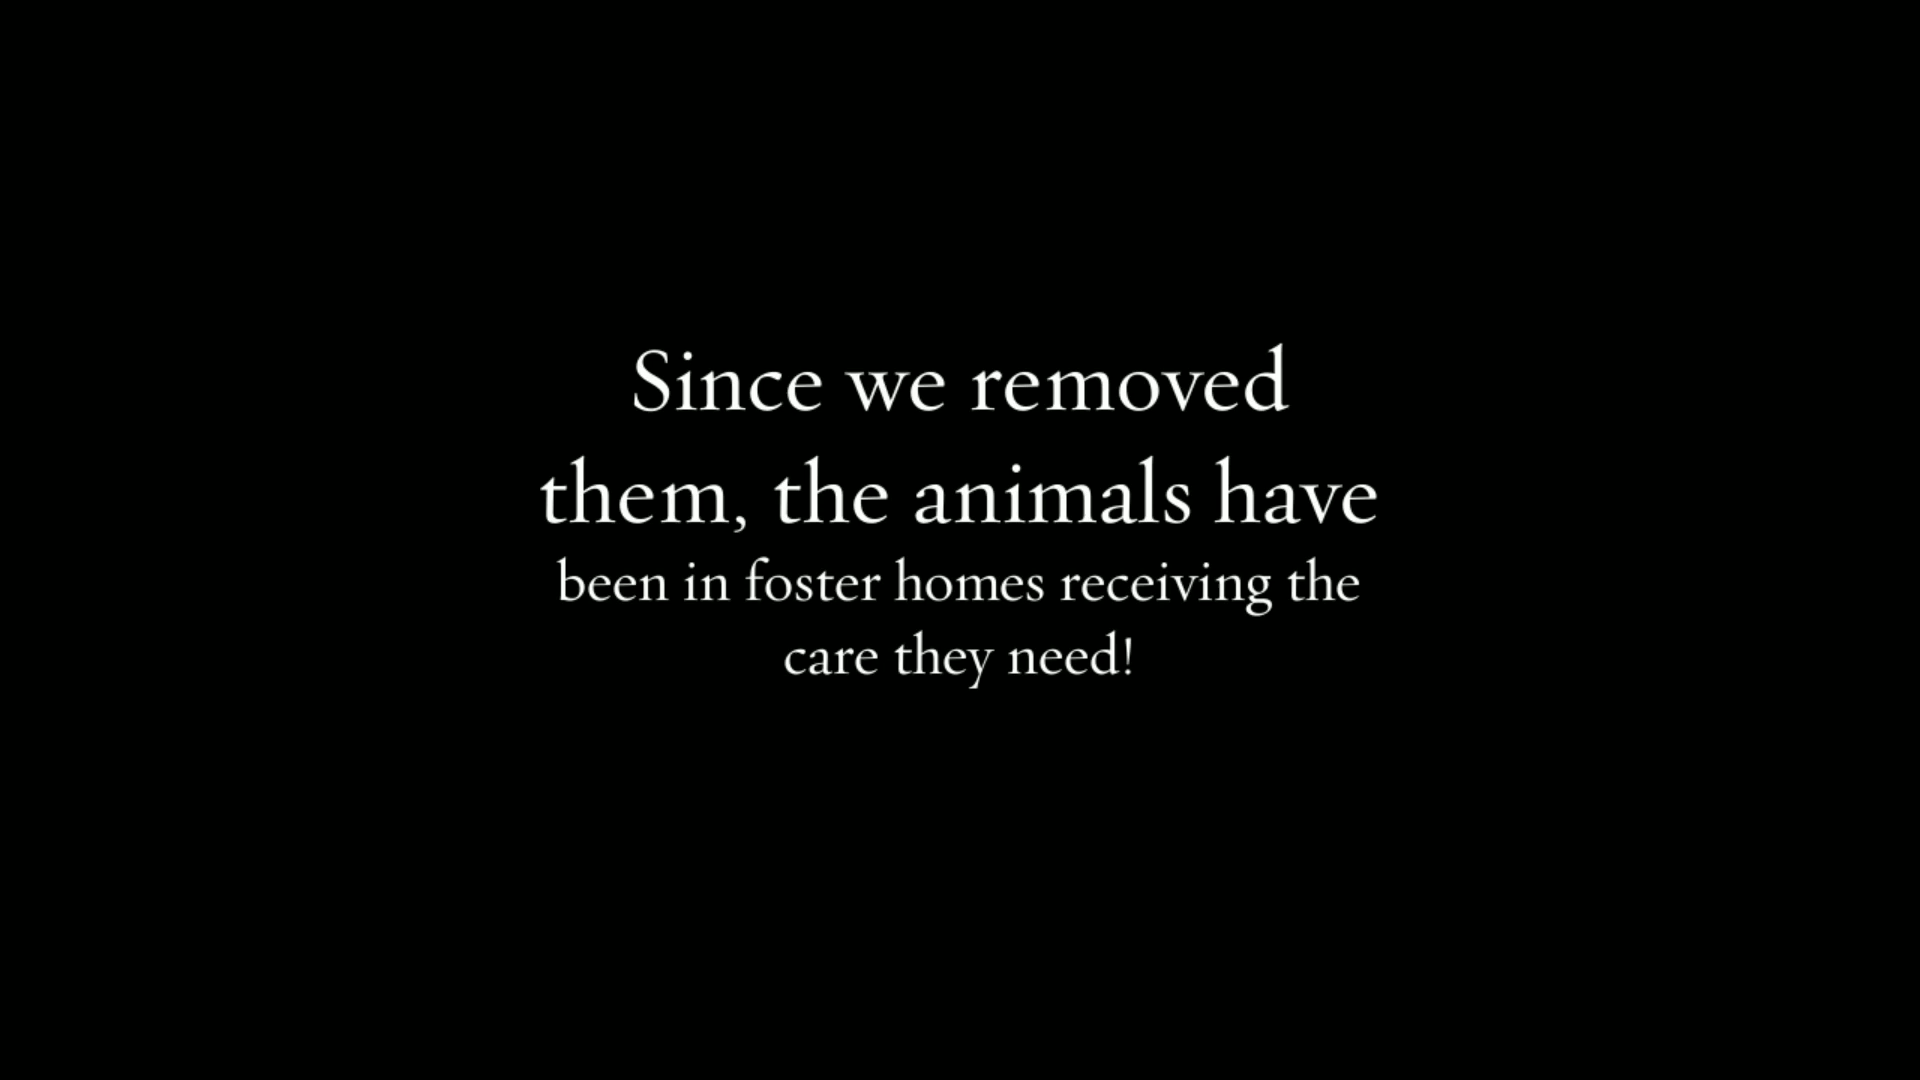 Since we removed
them, the animals have
been in foster homes receiving the
care they need!